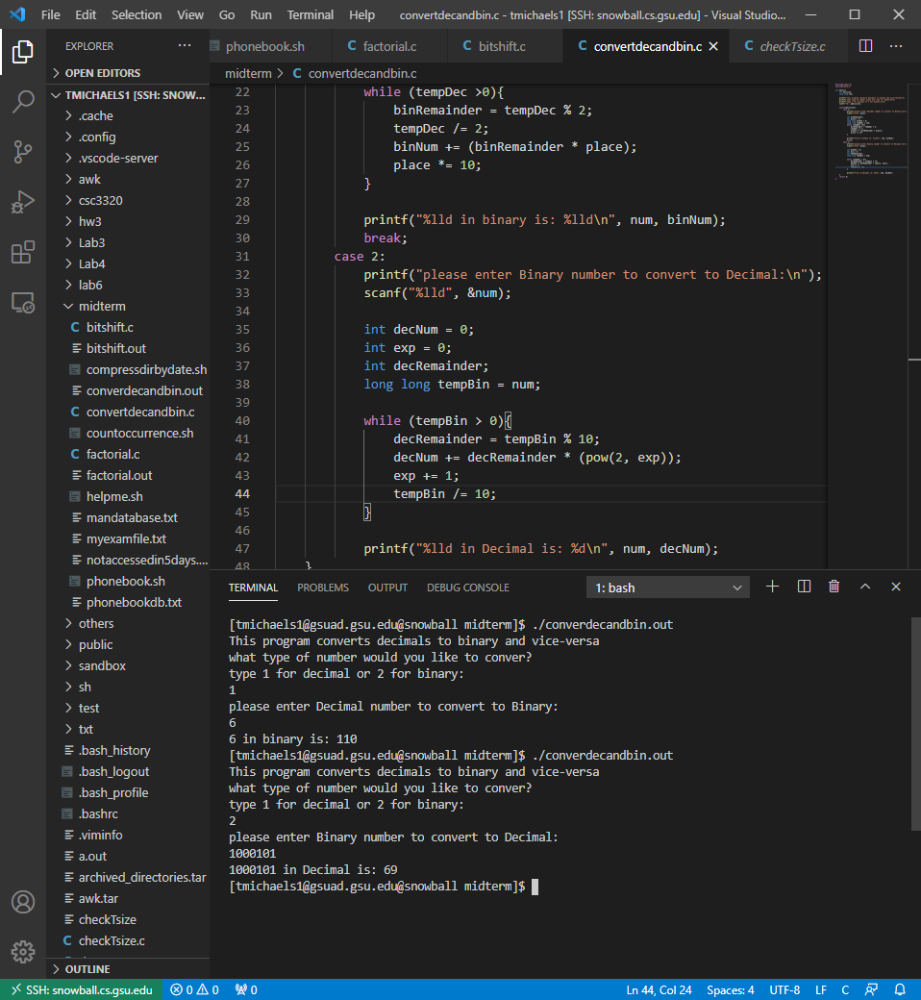 File Edit Selection View Go Run Terminal Help convertdecandbin.c - tmichaels1 [SSH: snowball.cs.gsu.edu] - Visual Studio...
EXPLORER ...
OPEN EDITORS
TMICHAELS1 [SSH: SNOW...
.cache
.config
.vscode-server
awk
csc3320
hw3
Lab3
Lab4
lab6
midterm
C bitshift.c
bitshift.out
compressdirbydate.sh
converdecandbin.out
C convertdecandbin.c
countoccurrence.sh
C factorial.c
factorial.out
helpme.sh
mandatabase.txt
myexamfile.txt
notaccessedin5days....
phonebook.sh
phonebookdb.txt
others
public
sandbox
sh
test
txt
.bash_history
.bash_logout
.bash_profile
.bashrc
.viminfo
a.out
archived_directories.tar
awk.tar
checkTsize
C checkTsize.c
OUTLINE
phonebook.sh C factorial.c C bitshift.c C convertdecandbin.c C checkTsize.c ...
midterm > C convertdecandbin.c
22 while (tempDec >0){
23 binRemainder = tempDec % 2;
24 tempDec /= 2;
25 binNum += (binRemainder * place);
26 place *= 10;
27 }
28
29 printf("%lld in binary is: %lld\n", num, binNum);
30 break;
31 case 2:
32 printf("please enter Binary number to convert to Decimal:\n");
33 scanf("%lld", &num);
34
35 int decNum = 0;
36 int exp = 0;
37 int decRemainder;
38 long long tempBin = num;
39
40 while (tempBin > 0){
41 decRemainder = tempBin % 10;
42 decNum += decRemainder * (pow(2, exp));
43 exp += 1;
44 tempBin /= 10;
45 }
46
47 printf("%lld in Decimal is: %d\n", num, decNum);
48 }
TERMINAL PROBLEMS OUTPUT DEBUG CONSOLE 1: bash
[tmichaels1@gsuad.gsu.edu@snowball midterm]$ ./converdecandbin.out
This program converts decimals to binary and vice-versa
what type of number would you like to conver?
type 1 for decimal or 2 for binary:
1
please enter Decimal number to convert to Binary:
6
6 in binary is: 110
[tmichaels1@gsuad.gsu.edu@snowball midterm]$ ./converdecandbin.out
This program converts decimals to binary and vice-versa
what type of number would you like to conver?
type 1 for decimal or 2 for binary:
2
please enter Binary number to convert to Decimal:
1000101
1000101 in Decimal is: 69
[tmichaels1@gsuad.gsu.edu@snowball midterm]$
SSH: snowball.cs.gsu.edu 0 0 0 Ln 44, Col 24 Spaces: 4 UTF-8 LF C